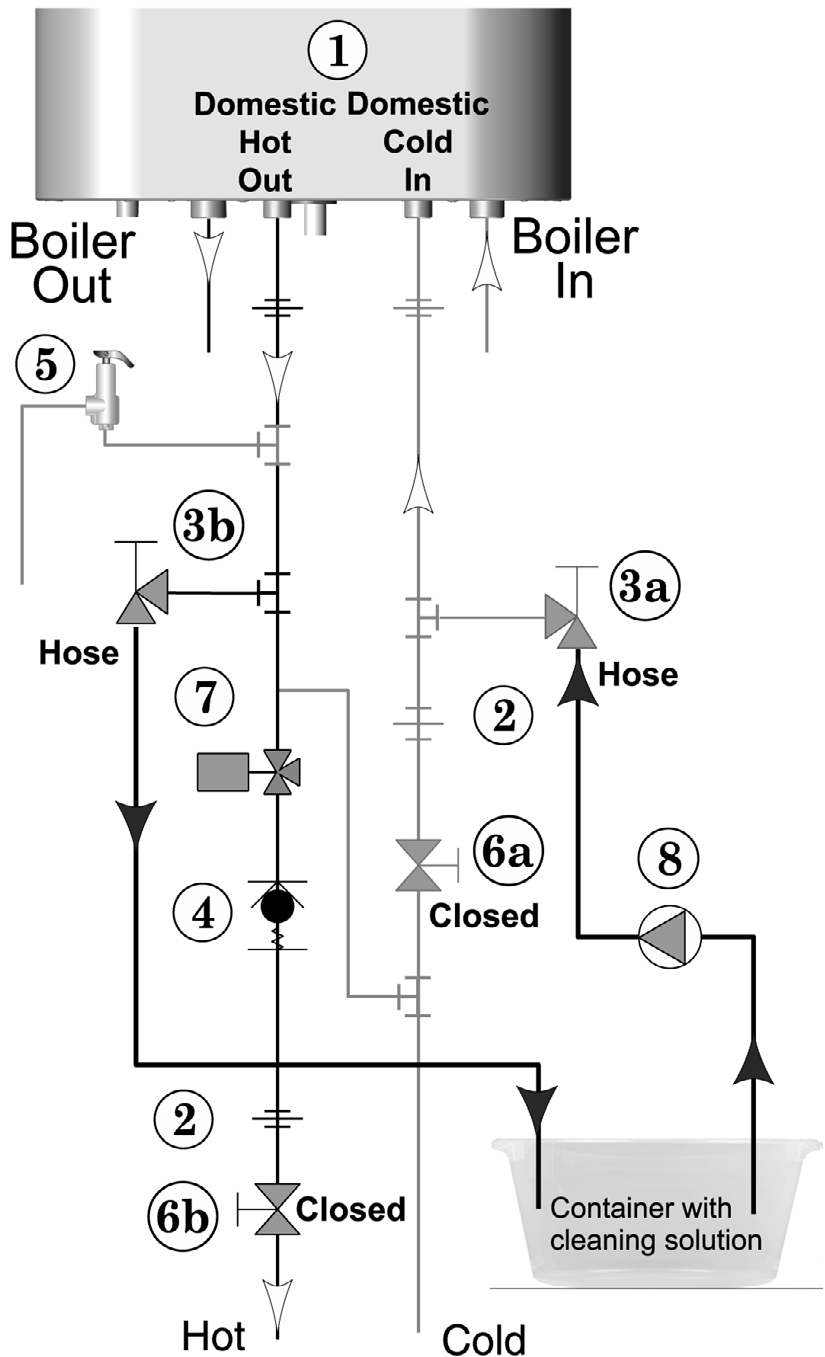 1
Domestic Domestic
Hot Cold
Out In
Boiler
Out
Boiler
In
5
3b
3a
Hose
Hose
7
2
6a
8
4
Closed
2
6b
Closed
Container with
cleaning solution
Hot
Cold